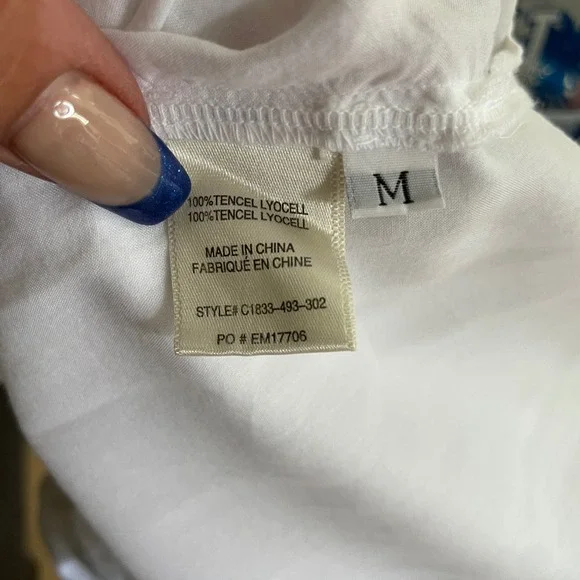 100%TENCEL LYOCELL
100%TENCEL LYOCELL
MADE IN CHINA
FABRIQUÉ EN CHINE
STYLE# C1833-493-302
PO # EM17706
M